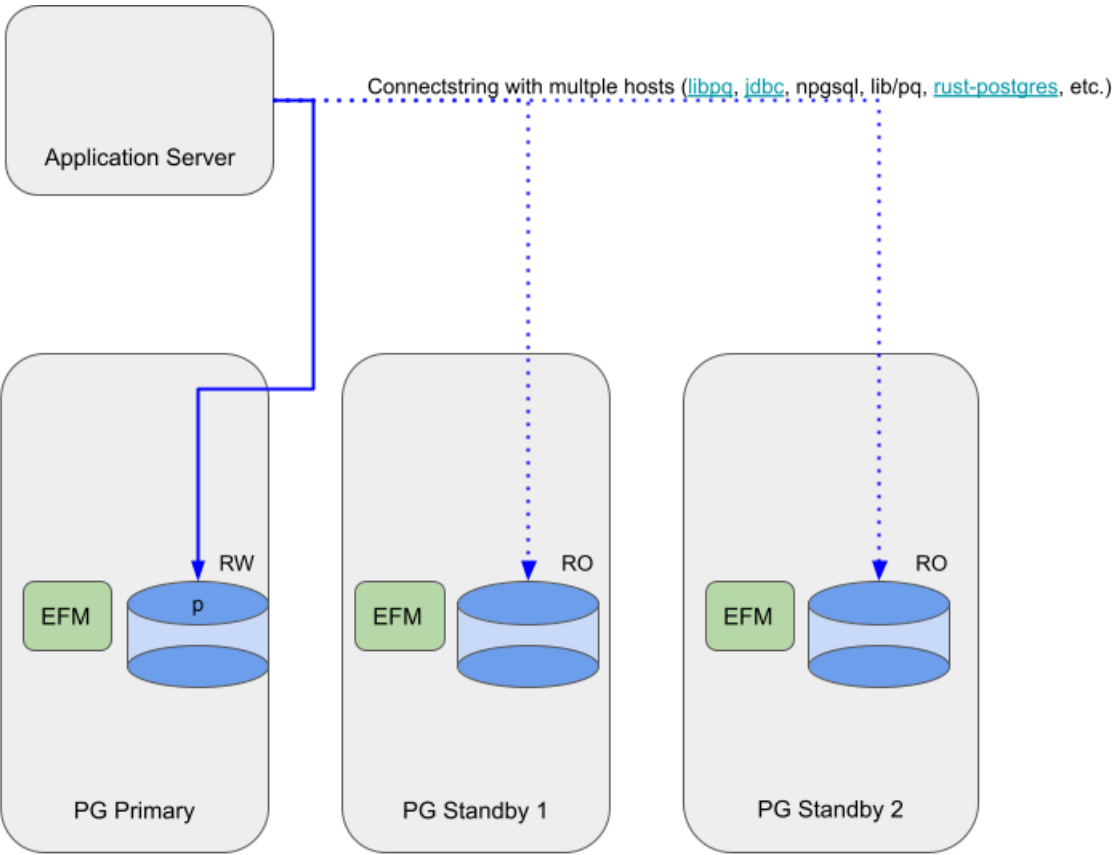 Connectstring with multple hosts (libpq, jdbc, npgsql, lib/pq, rust-postgres, etc.)
Application Server
RW
RO
RO
EFM
p
EFM
EFM
PG Primary
PG Standby 1
PG Standby 2